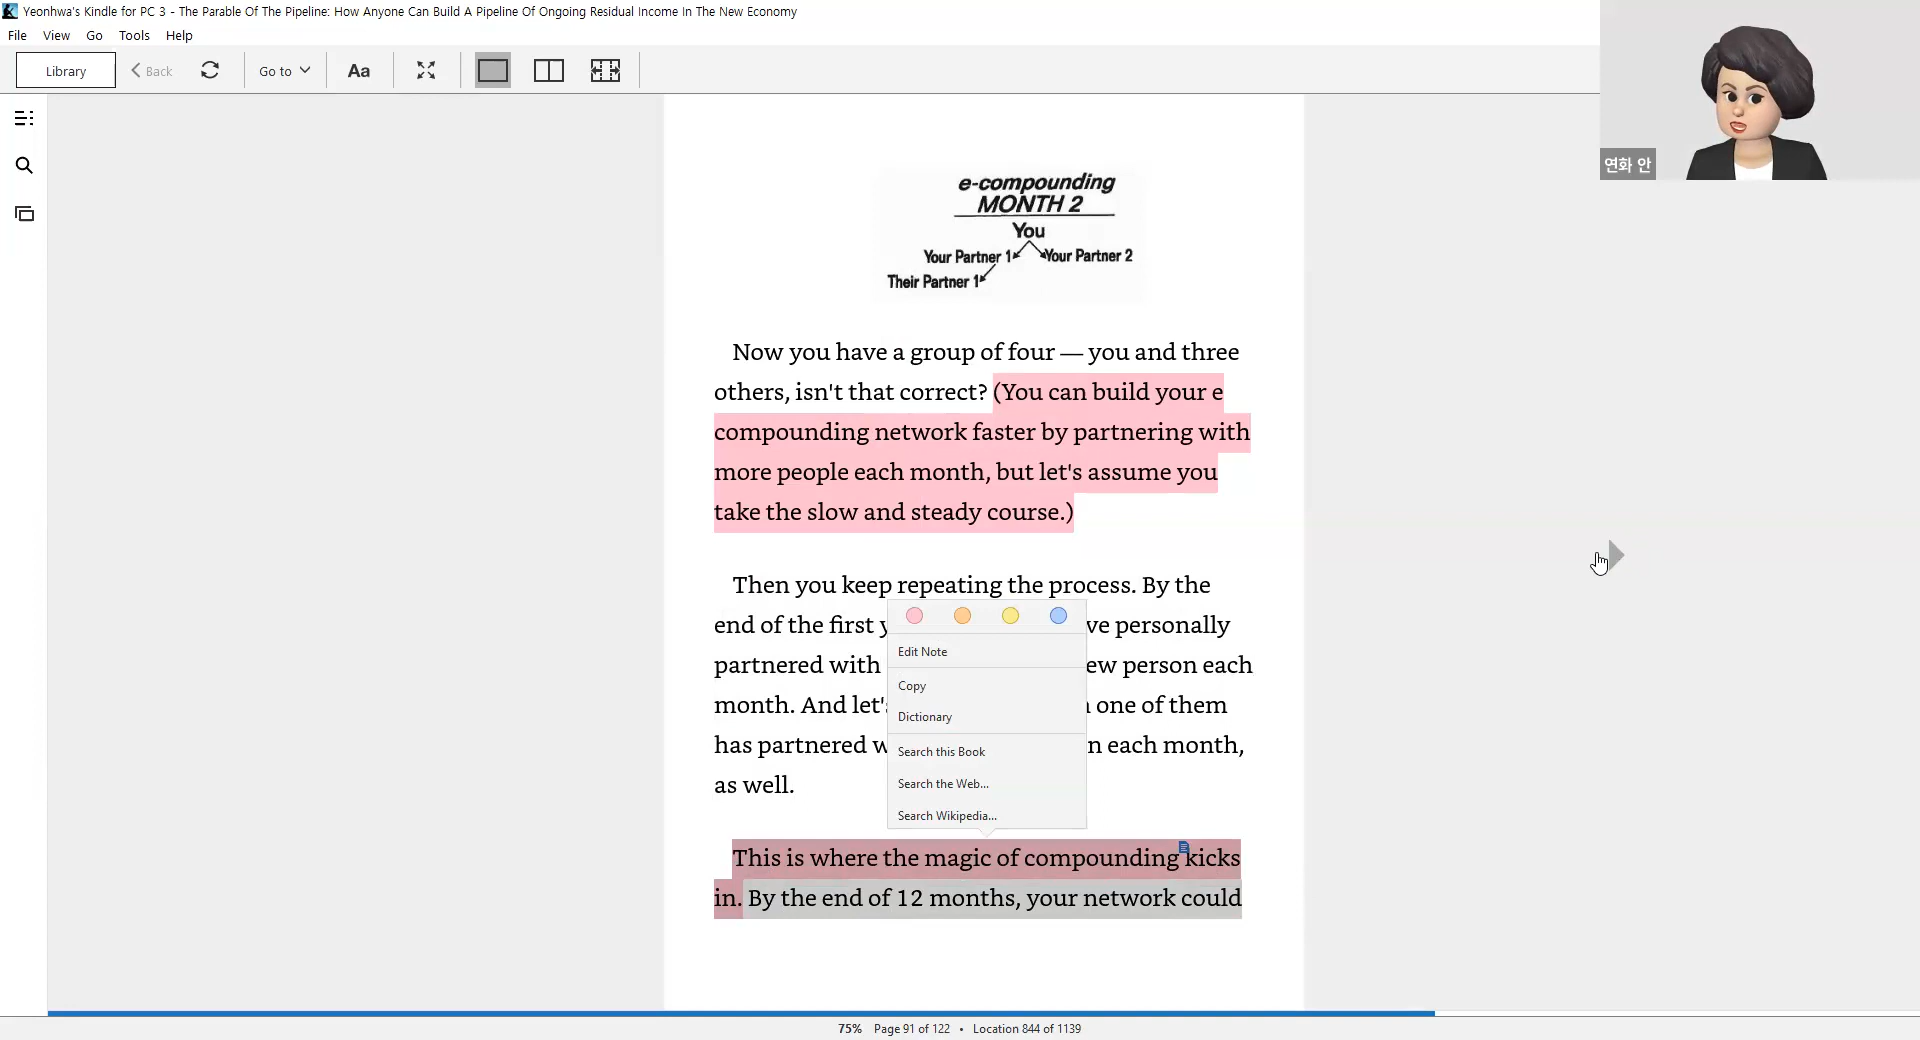 Yeonhwa's Kindle for PC 3 - The Parable Of The Pipeline: How Anyone Can Build A Pipeline Of Ongoing Residual Income In The New Economy
File View Go Tools Help
Library Back Go to Aa
연화 안
e-compounding
MONTH 2
You
Your Partner 1 Your Partner 2
Their Partner 1
Now you have a group of four — you and three
others, isn't that correct? (You can build your e
compounding network faster by partnering with
more people each month, but let's assume you
take the slow and steady course.)
Then you keep repeating the process. By the
end of the first y ve personally
partnered with ew person each
month. And let's one of them
has partnered w n each month,
as well.
Edit Note
Copy
Dictionary
Search this Book
Search the Web...
Search Wikipedia...
This is where the magic of compounding kicks
in. By the end of 12 months, your network could
75% Page 91 of 122 • Location 844 of 1139